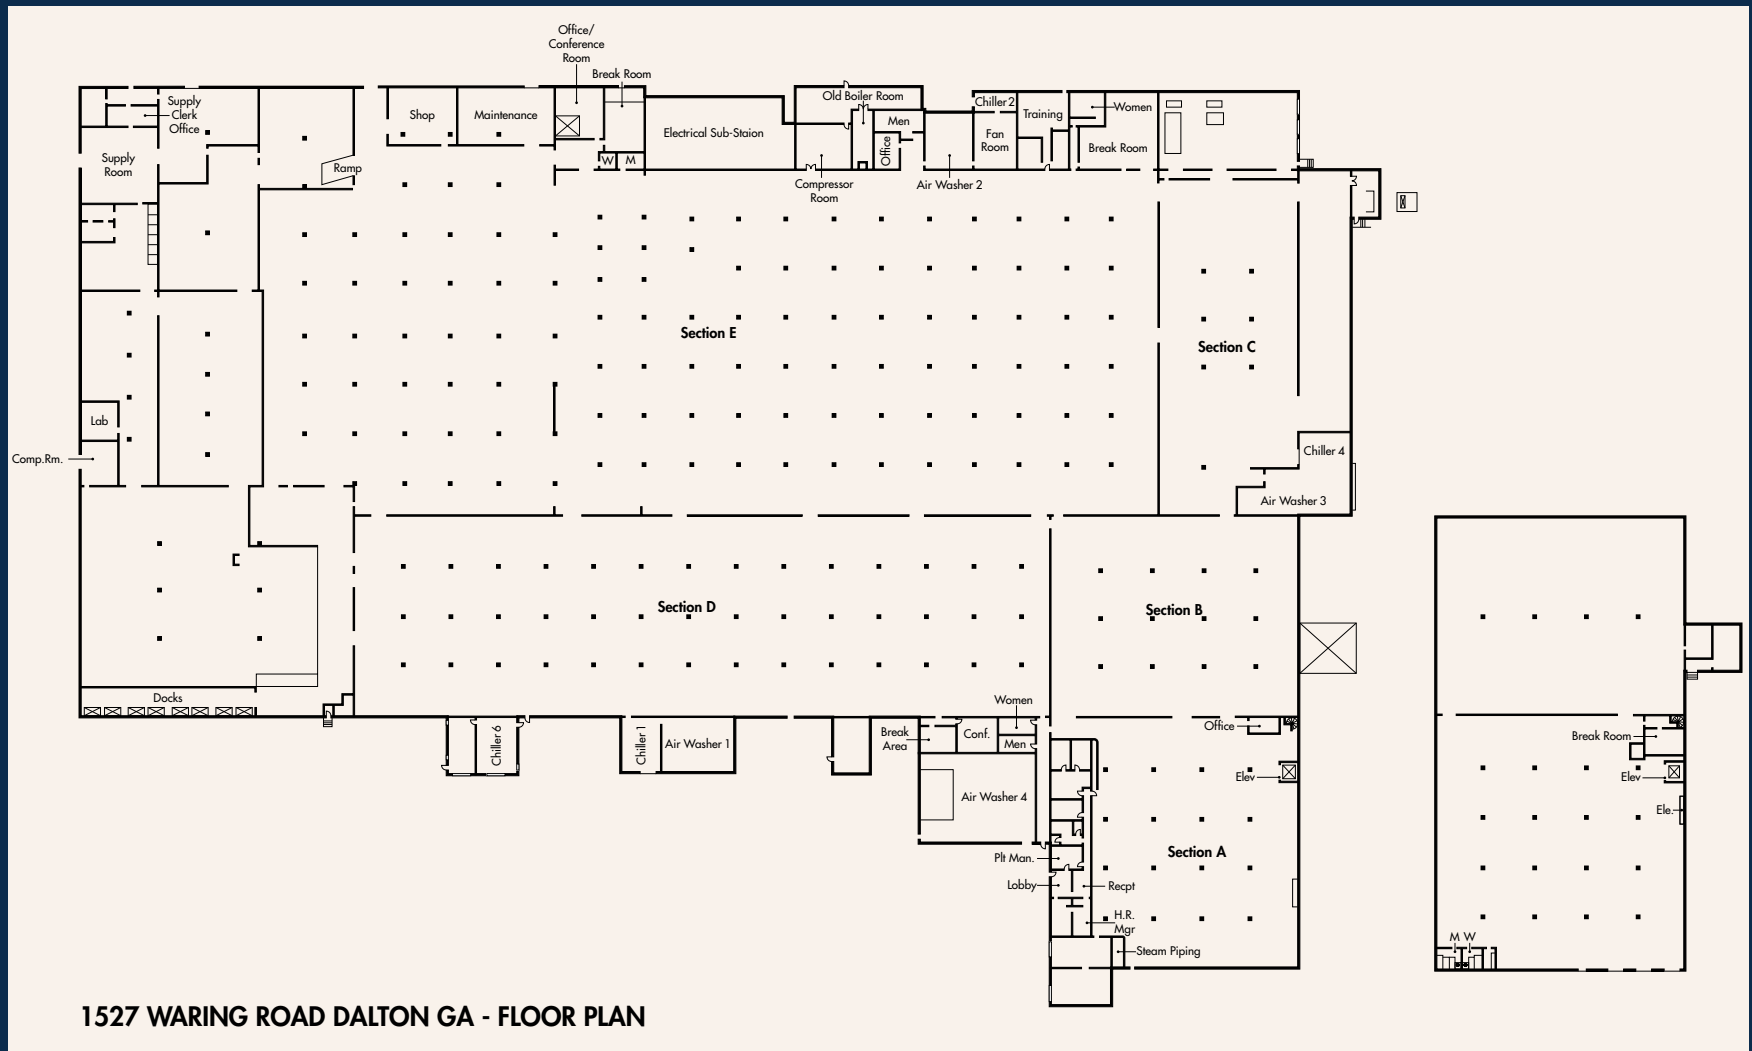 Office/
Conference
Room
Break Room
Supply
Clerk
Office
Shop
Maintenance
Electrical Sub-Staion
Old Boiler Room
Men
Office
Chiller 2
Fan
Room
Training
Women
Break Room
Supply
Room
Ramp
W
M
Compressor
Room
Air Washer 2
Section E
Section C
Lab
Comp.Rm.
Chiller 4
Air Washer 3
Section D
Section B
Docks
Women
Chiller 6
Chiller 1
Air Washer 1
Break
Area
Conf.
Men
Office
Break Room
Elev
Elev
Air Washer 4
Ele.
Plt Man.
Section A
Lobby
Recpt
H.R.
Mgr
M W
Steam Piping
1527 WARING ROAD DALTON GA - FLOOR PLAN